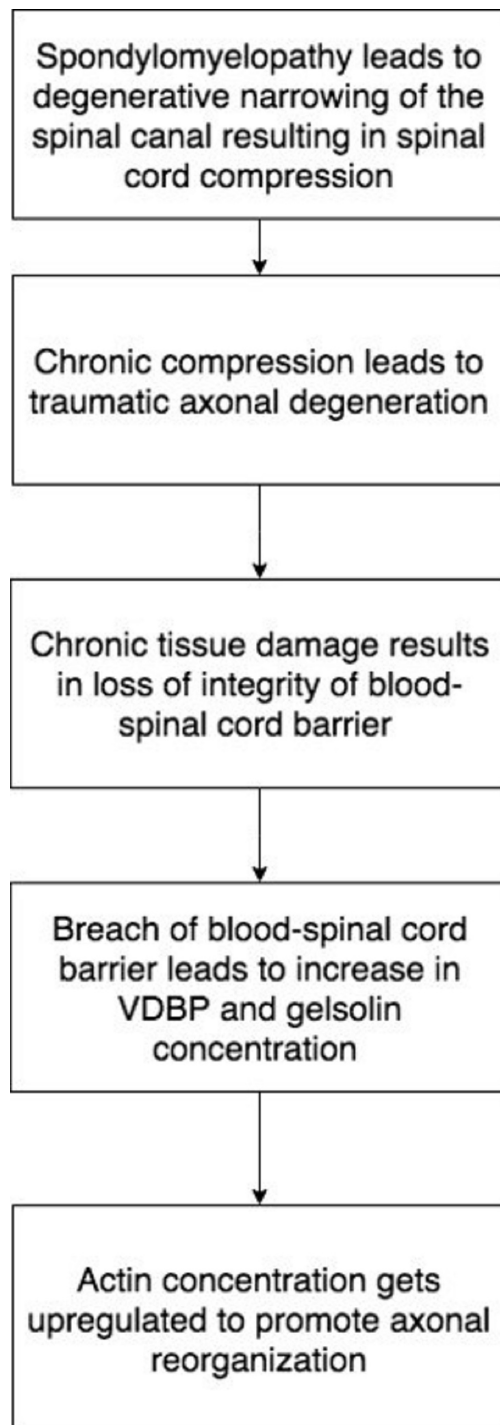 Spondylomyelopathy leads to
degenerative narrowing of the
spinal canal resulting in spinal
cord compression
Chronic compression leads to
traumatic axonal degeneration
Chronic tissue damage results
in loss of integrity of blood-
spinal cord barrier
Breach of blood-spinal cord
barrier leads to increase in
VDBP and gelsolin
concentration
Actin concentration gets
upregulated to promote axonal
reorganization